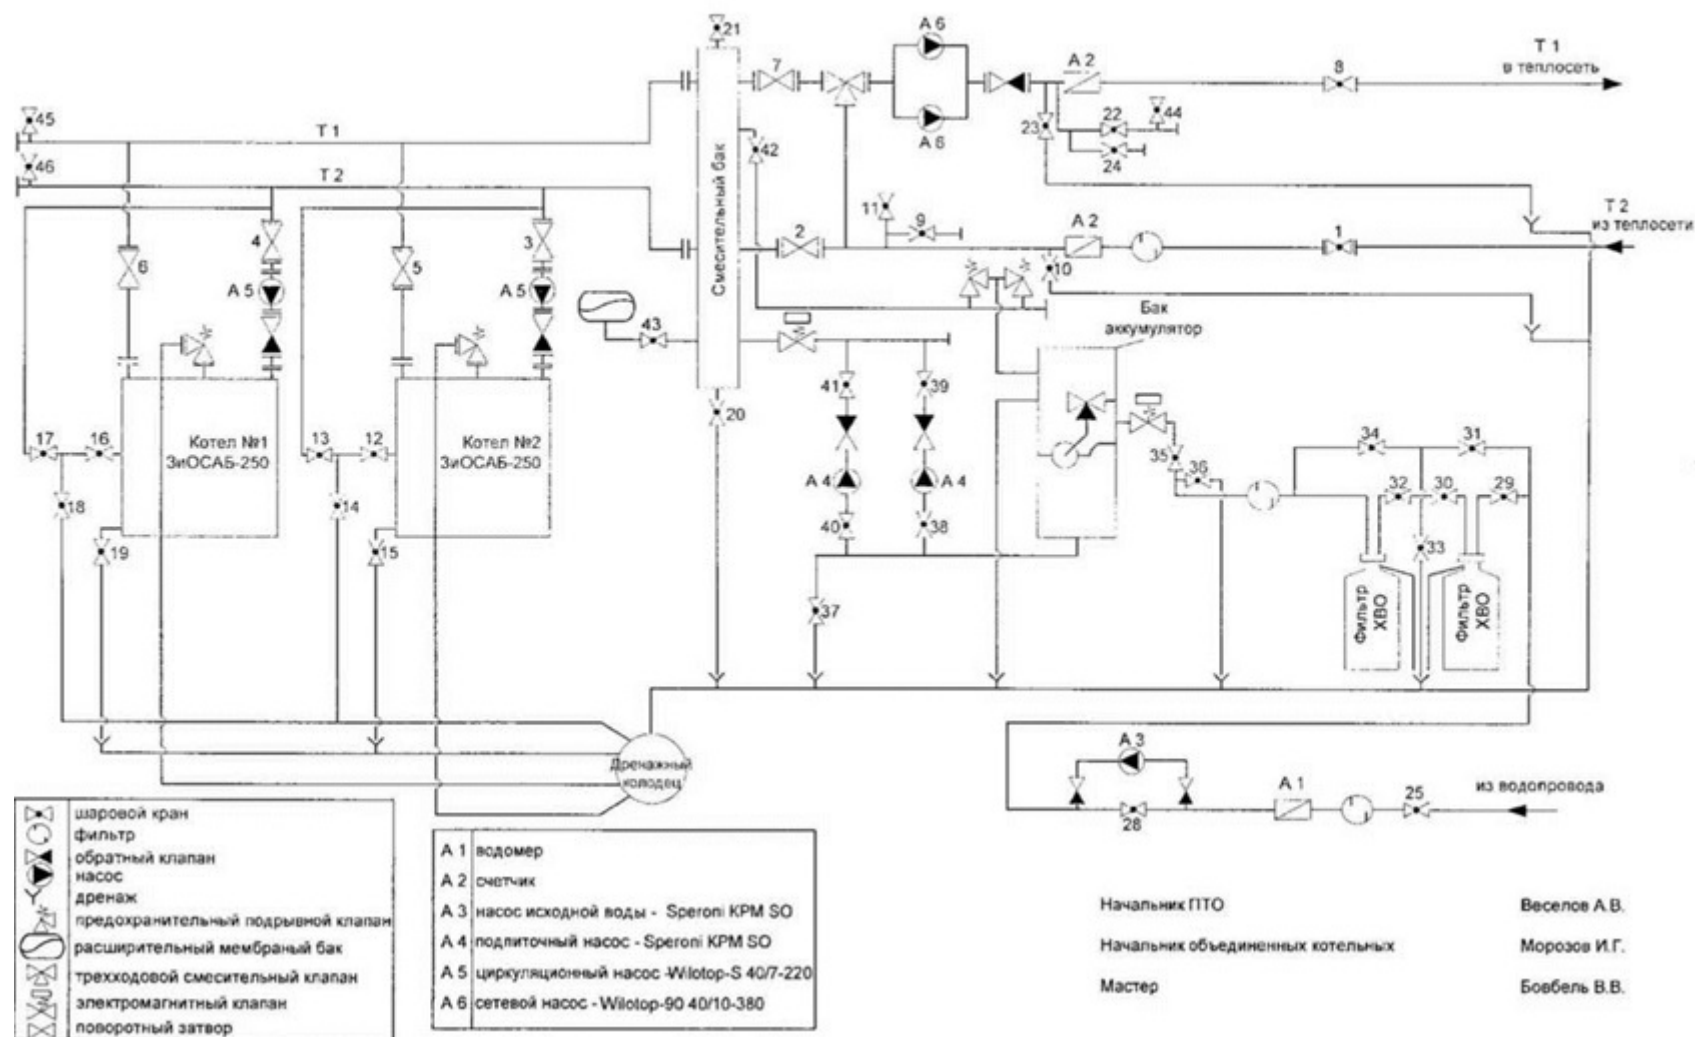 21
А 6
7
А 2
Т 1
в теплосеть
8
45
Т 1
46
Т 2
42
А 6
23
22
44
24
Смесительный бак
11
9
2
А 2
1
Т 2
из теплосети
10
4
6
А 5
3
5
А 5
43
Бак
аккумулятор
41
39
20
17
16
Котел №1
ЗиОСАБ-250
13
12
Котел №2
ЗиОСАБ-250
34
31
35
36
32
30
29
А 4
А 4
18
14
40
38
33
19
15
37
Фильтр
ХВО
Фильтр
ХВО
Дренажный
колодец
А 3
А 1
25
из водопровода
28
шаровой кран
фильтр
обратный клапан
насос
дренаж
предохранительный подрывной клапан
расширительный мембраный бак
трехходовой смесительный клапан
электромагнитный клапан
поворотный затвор
А 1 водомер
А 2 счетчик
А 3 насос исходной воды - Speroni KPM SO
А 4 подпиточный насос - Speroni KPM SO
А 5 циркуляционный насос -Wilotop-S 40/7-220
А 6 сетевой насос - Wilotop-90 40/10-380
Начальник ПТО Веселов А.В.
Начальник объединенных котельных Морозов И.Г.
Мастер Бовбель В.В.